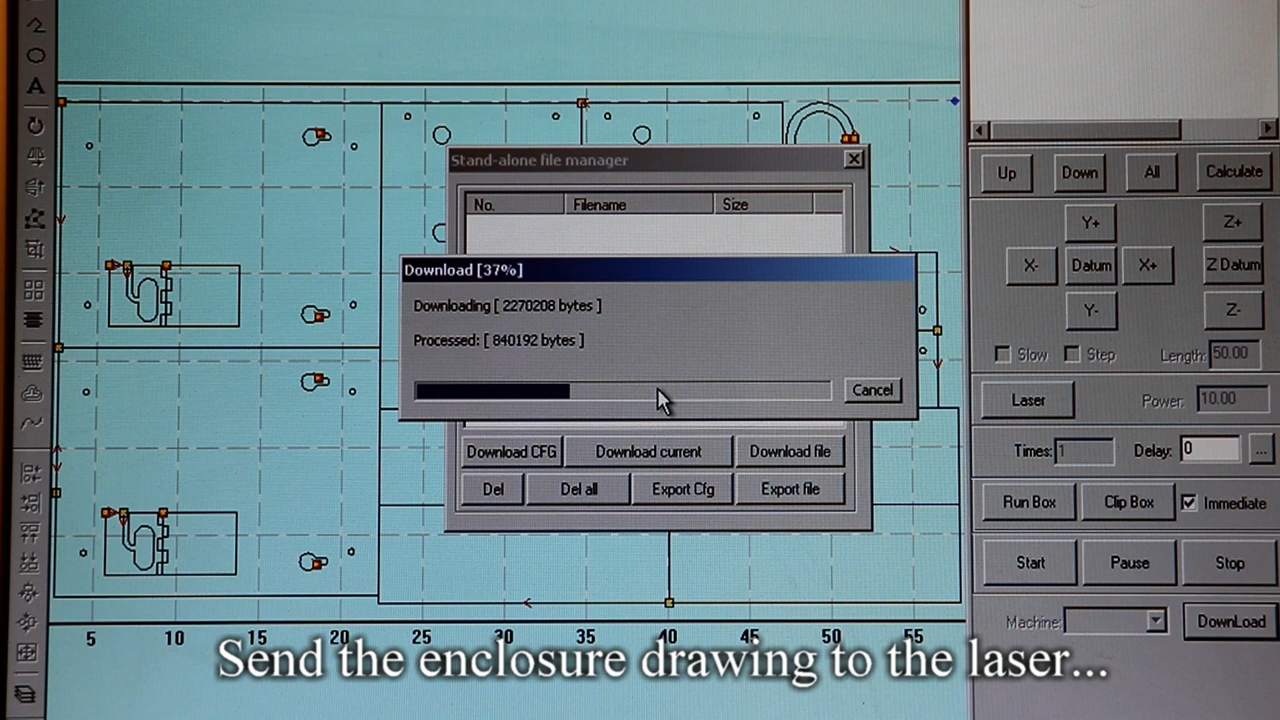 A
Stand-alone file manager
No. Filename Size
Download [37%]
Downloading [ 2270208 bytes ]
Processed: [ 840192 bytes ]
Cancel
Download CFG Download current Download file
Del Del all Export Cfg Export file
Up Down All Calculate
Y+ Z+
X- Datum X+ Z Datum
Y- Z-
Slow Step Length: 50.00
Laser Power: 10.00
Times: 1 Delay: 0 ...
Run Box Clip Box Immediate
Start Pause Stop
Machine: DownLoad
5 10 15 20 25 30 35 40 45 50 55
Send the enclosure drawing to the laser...